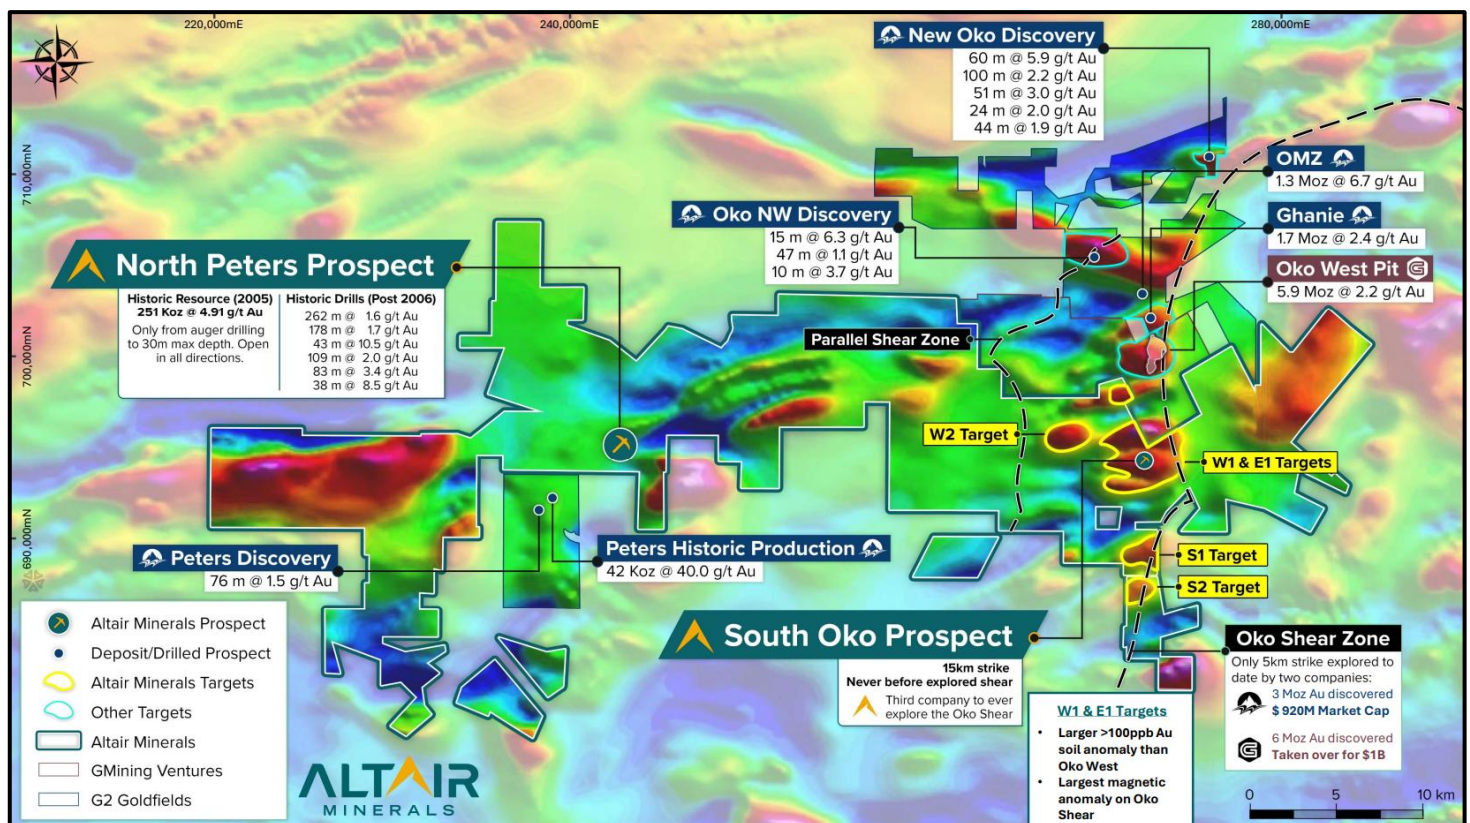 220,000mE
240,000mE
280,000mE
710,000mN
700,000mN
690,000mN
New Oko Discovery
60 m @ 5.9 g/t Au
100 m @ 2.2 g/t Au
51 m @ 3.0 g/t Au
24 m @ 2.0 g/t Au
44 m @ 1.9 g/t Au
OMZ
1.3 Moz @ 6.7 g/t Au
Ghanie
1.7 Moz @ 2.4 g/t Au
Oko West Pit
5.9 Moz @ 2.2 g/t Au
Oko NW Discovery
15 m @ 6.3 g/t Au
47 m @ 1.1 g/t Au
10 m @ 3.7 g/t Au
North Peters Prospect
Historic Resource (2005)
251 Koz @ 4.91 g/t Au
Only from auger drilling
to 30m max depth. Open
in all directions.
Historic Drills (Post 2006)
262 m @ 1.6 g/t Au
178 m @ 1.7 g/t Au
43 m @ 10.5 g/t Au
109 m @ 2.0 g/t Au
83 m @ 3.4 g/t Au
38 m @ 8.5 g/t Au
Parallel Shear Zone
W2 Target
W1 & E1 Targets
S1 Target
S2 Target
Peters Discovery
76 m @ 1.5 g/t Au
Peters Historic Production
42 Koz @ 40.0 g/t Au
South Oko Prospect
15km strike
Never before explored shear
Third company to ever
explore the Oko Shear
Oko Shear Zone
Only 5km strike explored to
date by two companies:
3 Moz Au discovered
$ 920M Market Cap
6 Moz Au discovered
Taken over for $1B
W1 & E1 Targets
• Larger >100ppb Au
soil anomaly than
Oko West
• Largest magnetic
anomaly on Oko
Shear
Altair Minerals Prospect
Deposit/Drilled Prospect
Altair Minerals Targets
Other Targets
Altair Minerals
GMining Ventures
G2 Goldfields
ALTAIR
MINERALS
0 5 10 km